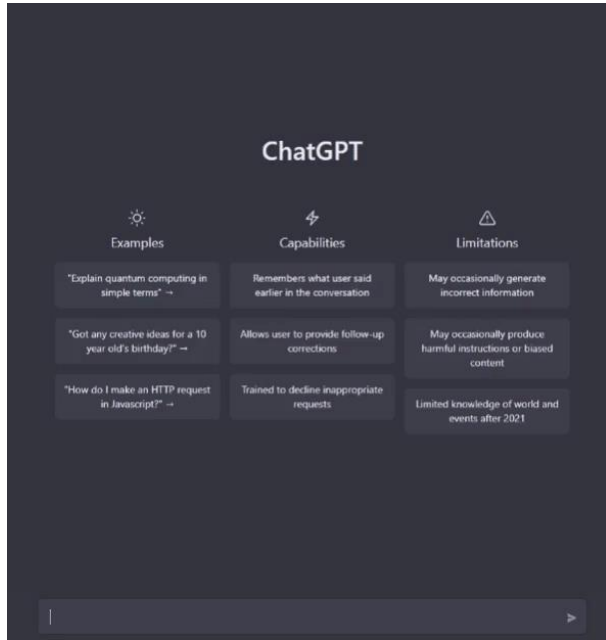 ChatGPT
Examples
"Explain quantum computing in
simple terms" →
"Got any creative ideas for a 10
year old's birthday?" →
"How do I make an HTTP request
in Javascript?" →
Capabilities
Remembers what user said
earlier in the conversation
Allows user to provide follow-up
corrections
Trained to decline inappropriate
requests
Limitations
May occasionally generate
incorrect information
May occasionally produce
harmful instructions or biased
content
Limited knowledge of world and
events after 2021